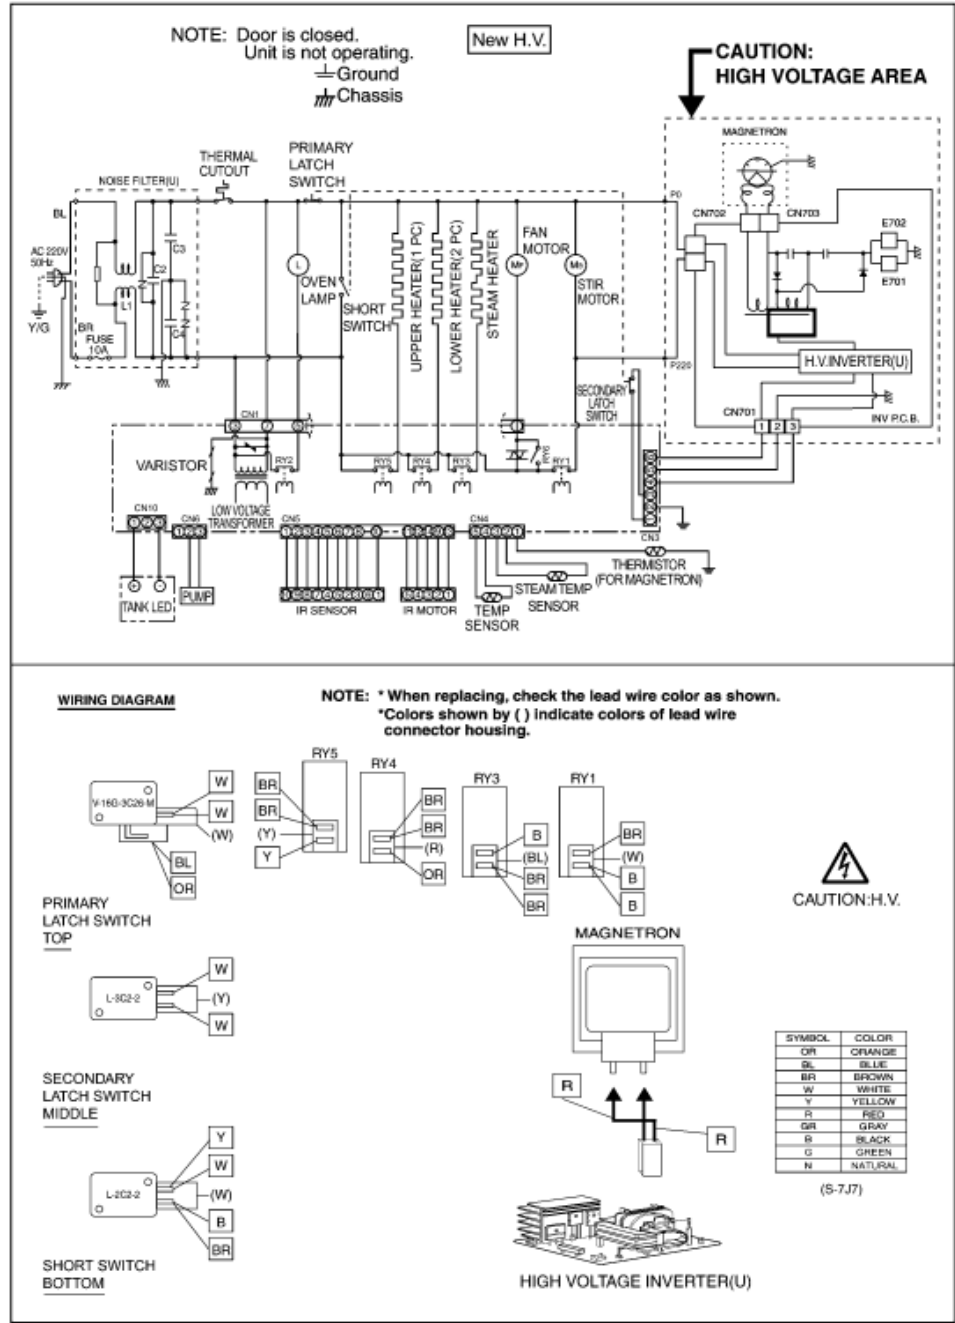 NOTE: Door is closed.
Unit is not operating.
Ground
Chassis
New H.V.
CAUTION:
HIGH VOLTAGE AREA
MAGNETRON
THERMAL
CUTOUT
PRIMARY
LATCH
SWITCH
NOISE FILTER(U)
BL
AC 220V
50Hz
Y/G
BR
FUSE
10A
L1
C2
C3
C4
L
OVEN
LAMP
SHORT
SWITCH
UPPER HEATER(1 PC)
LOWER HEATER(2 PC)
STEAM HEATER
FAN
MOTOR
STIR
MOTOR
P0
P220
CN702
CN703
E702
E701
H.V.INVERTER(U)
CN701
1 2 3
INV P.C.B.
SECONDARY
LATCH
SWITCH
CN1
VARISTOR
LOW VOLTAGE
TRANSFORMER
RY2
RY5
RY4
RY3
RY6
RY1
CN10
CN6
CN5
CN4
CN3
TANK LED
PUMP
IR SENSOR
IR MOTOR
TEMP
SENSOR
STEAM TEMP
SENSOR
THERMISTOR
(FOR MAGNETRON)
WIRING DIAGRAM
NOTE: * When replacing, check the lead wire color as shown.
*Colors shown by ( ) indicate colors of lead wire
connector housing.
V-16G-3C26-M
W
W
(W)
BL
OR
PRIMARY
LATCH SWITCH
TOP
RY5
BR
BR
(Y)
Y
RY4
BR
BR
(R)
OR
RY3
B
(BL)
BR
BR
RY1
BR
(W)
B
B
CAUTION:H.V.
L-3C2-2
W
(Y)
W
SECONDARY
LATCH SWITCH
MIDDLE
MAGNETRON
R
R
L-2C2-2
Y
W
(W)
B
BR
SHORT SWITCH
BOTTOM
HIGH VOLTAGE INVERTER(U)
SYMBOL COLOR
OR ORANGE
BL BLUE
BR BROWN
W WHITE
Y YELLOW
R RED
GR GRAY
B BLACK
G GREEN
N NATURAL
(S-7J7)